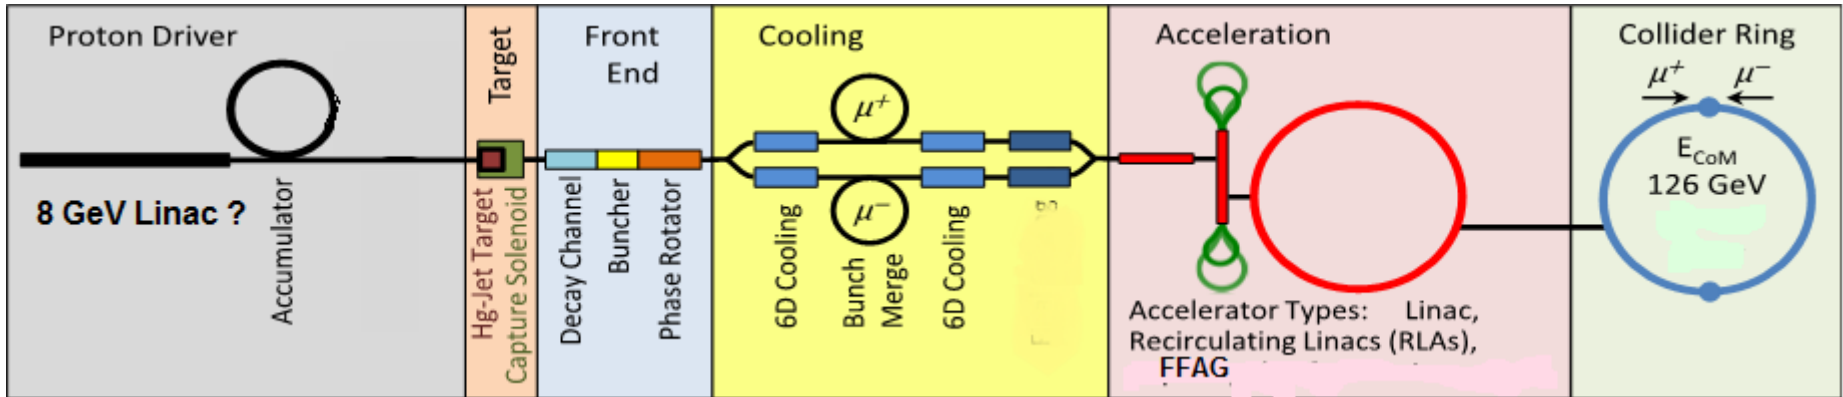 Proton Driver
8 GeV Linac ?
Accumulator
Target
Hg-Jet Target
Capture Solenoid
Front
End
Decay Channel
Buncher
Phase Rotator
Cooling
μ+
μ−
6D Cooling
Bunch
Merge
6D Cooling
Acceleration
Accelerator Types: Linac,
Recirculating Linacs (RLAs),
FFAG
Collider Ring
μ+ μ−
ECoM
126 GeV